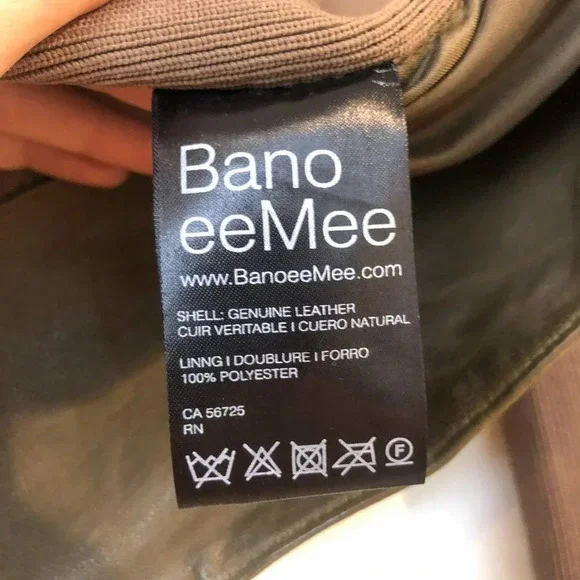 Bano
eeMee
www.BanoeeMee.com
SHELL: GENUINE LEATHER
CUIR VERITABLE I CUERO NATURAL
LINNG I DOUBLURE I FORRO
100% POLYESTER
CA 56725
RN
F